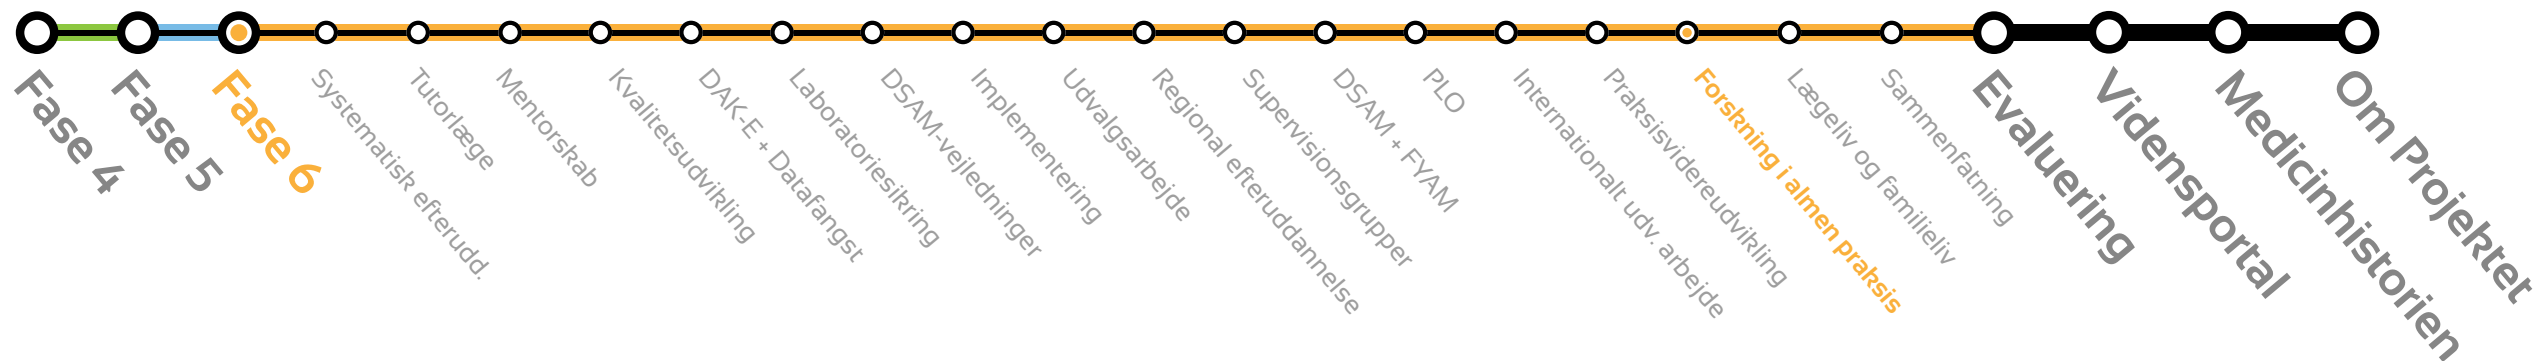 Fase 4
Fase 5
Fase 6
Systematisk efterudd.
Tutorlæge
Mentorskab
Kvalitetsudvikling
DAK-E + Datafangst
Laboratoriesikring
DSAM-vejledninger
Implementering
Udvalgsarbejde
Regional efteruddannelse
Supervisionsgrupper
DSAM + FYAM
PLO
Internationalt udv. arbejde
Praksisvidereudvikling
Forskning i almen praksis
Lægeliv og familieliv
Sammenfatning
Evaluering
Vidensportal
Medicinhistorien
Om Projektet